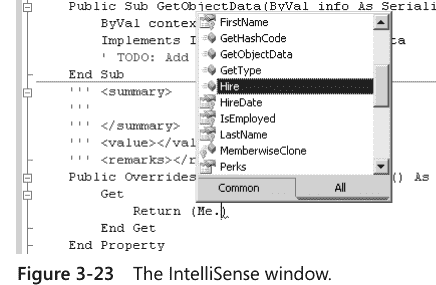 Public Sub GetObjectData(ByVal info As Seriali
ByVal contex
Implements I
' TODO: Add
End Sub
''' <summary>
'''
''' </summary>
''' <value></val
''' <remarks></r
Public Overrides () As
Get
Return (Me.)
End Get
End Property
FirstName
GetHashCode
GetObjectData
GetType
Hire
HireDate
IsEmployed
LastName
MemberwiseClone
Perks
Common All
Figure 3-23 The IntelliSense window.